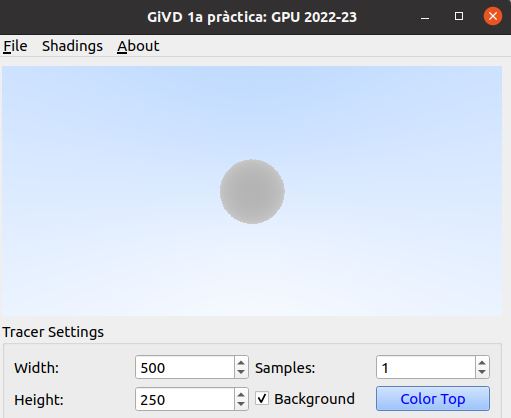 GiVD 1a pràctica: GPU 2022-23
File Shadings About
Tracer Settings
Width: 500 Samples: 1
Height: 250 Background Color Top